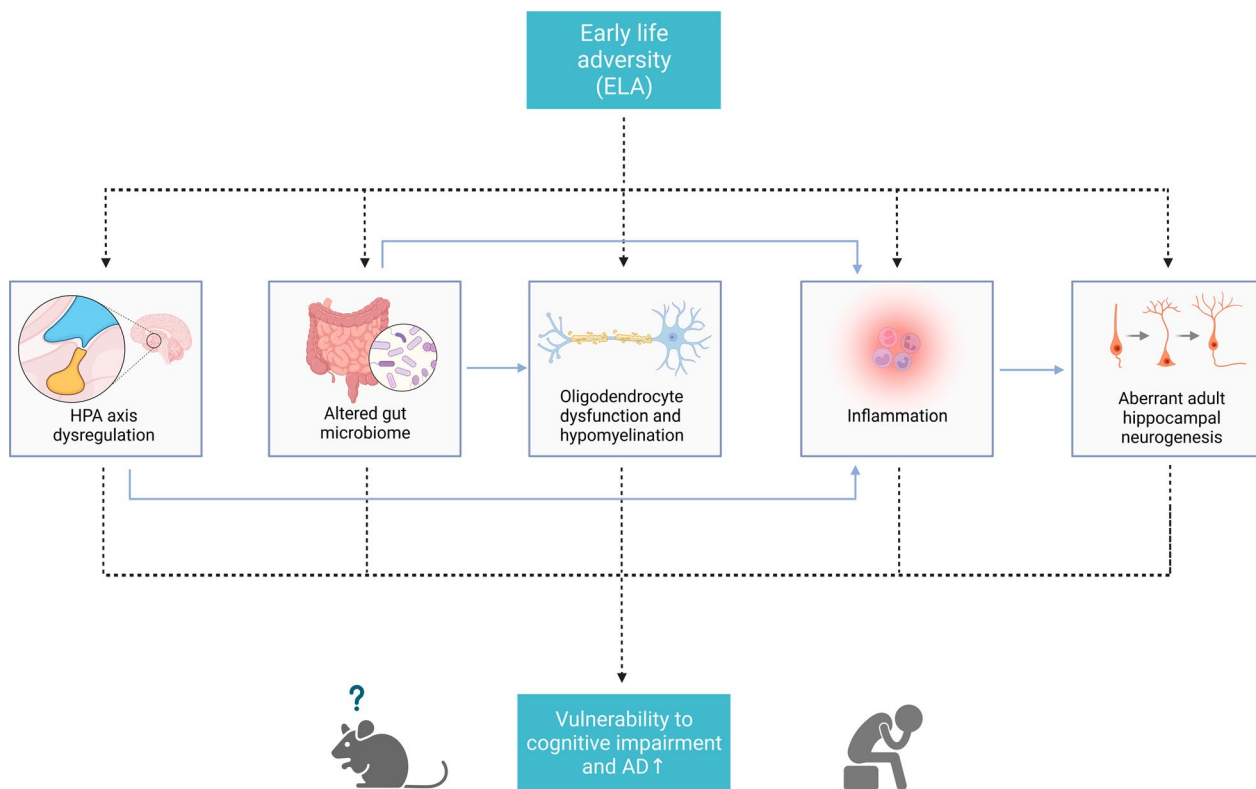 Early life
adversity
(ELA)
HPA axis
dysregulation
Altered gut
microbiome
Oligodendrocyte
dysfunction and
hypomyelination
Inflammation
Aberrant adult
hippocampal
neurogenesis
?
Vulnerability to
cognitive impairment
and AD↑